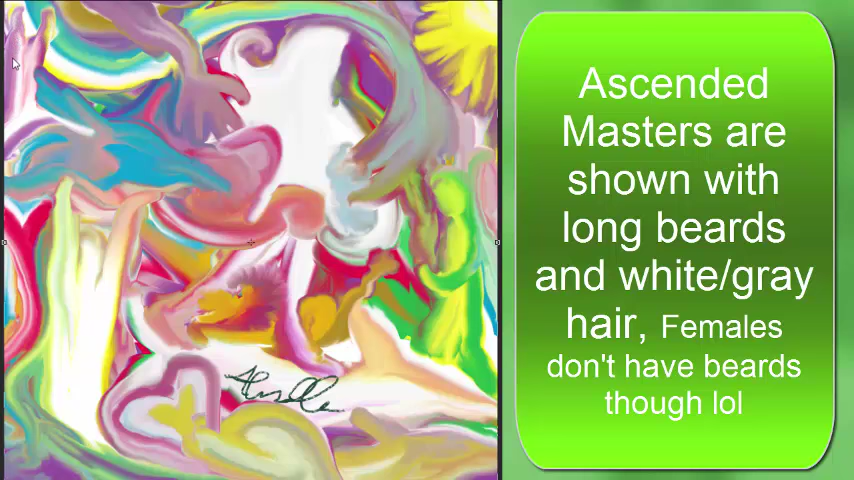 Ascended
Masters are
shown with
long beards
and white/gray
hair, Females
don't have beards
though lol